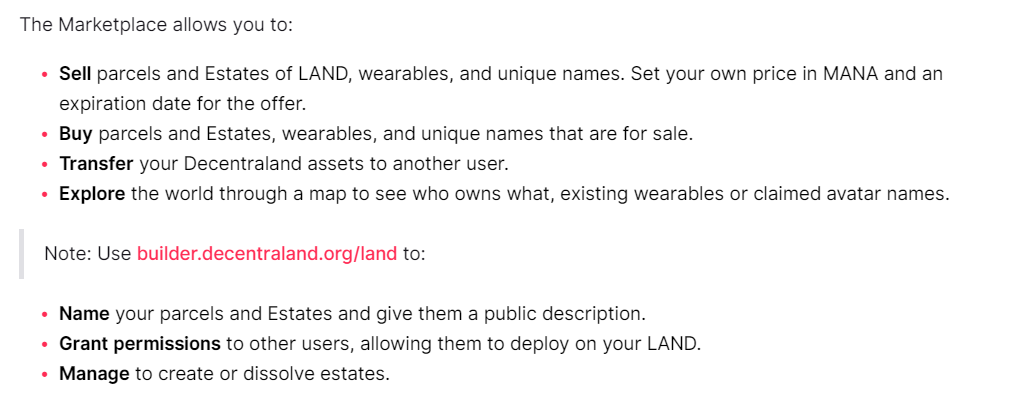 The Marketplace allows you to:
• Sell parcels and Estates of LAND, wearables, and unique names. Set your own price in MANA and an
expiration date for the offer.
• Buy parcels and Estates, wearables, and unique names that are for sale.
• Transfer your Decentraland assets to another user.
• Explore the world through a map to see who owns what, existing wearables or claimed avatar names.
Note: Use builder.decentraland.org/land to:
• Name your parcels and Estates and give them a public description.
• Grant permissions to other users, allowing them to deploy on your LAND.
• Manage to create or dissolve estates.